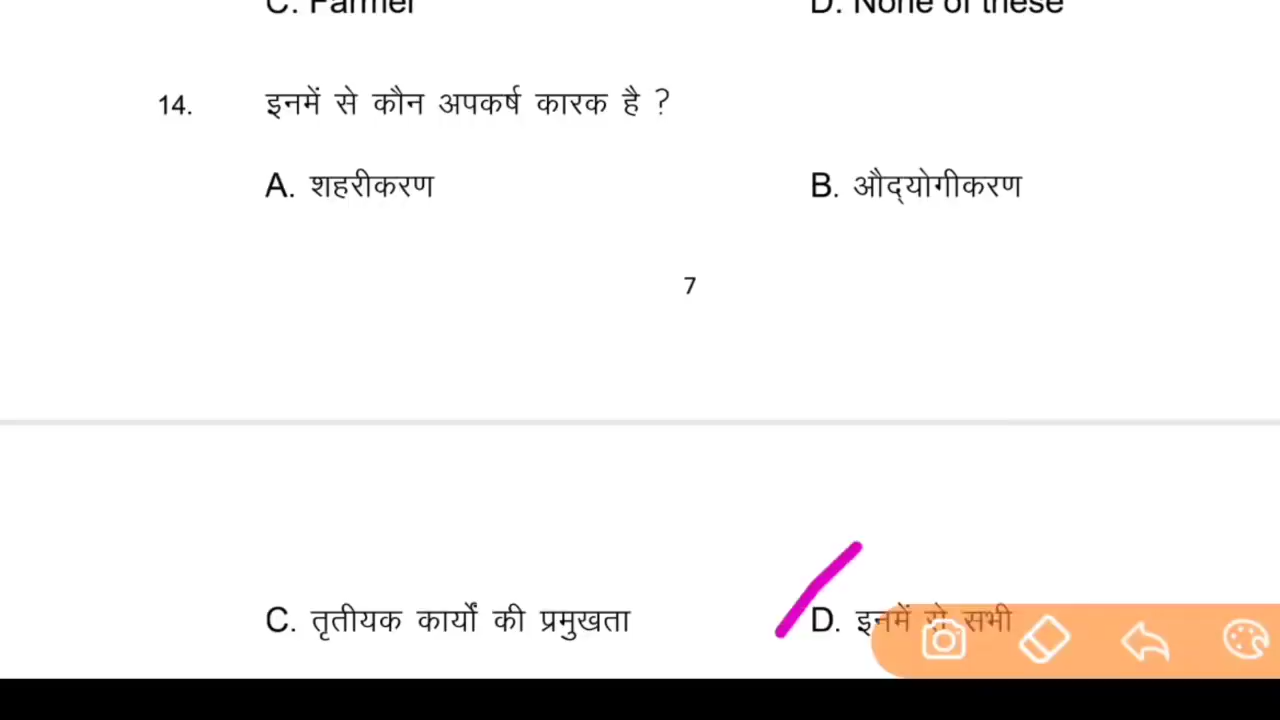 C. Farmer D. None of these
14. इनमें से कौन अपकर्ष कारक है ?
A. शहरीकरण B. औद्योगीकरण
7
C. तृतीयक कार्यों की प्रमुखता D. इनमें से सभी